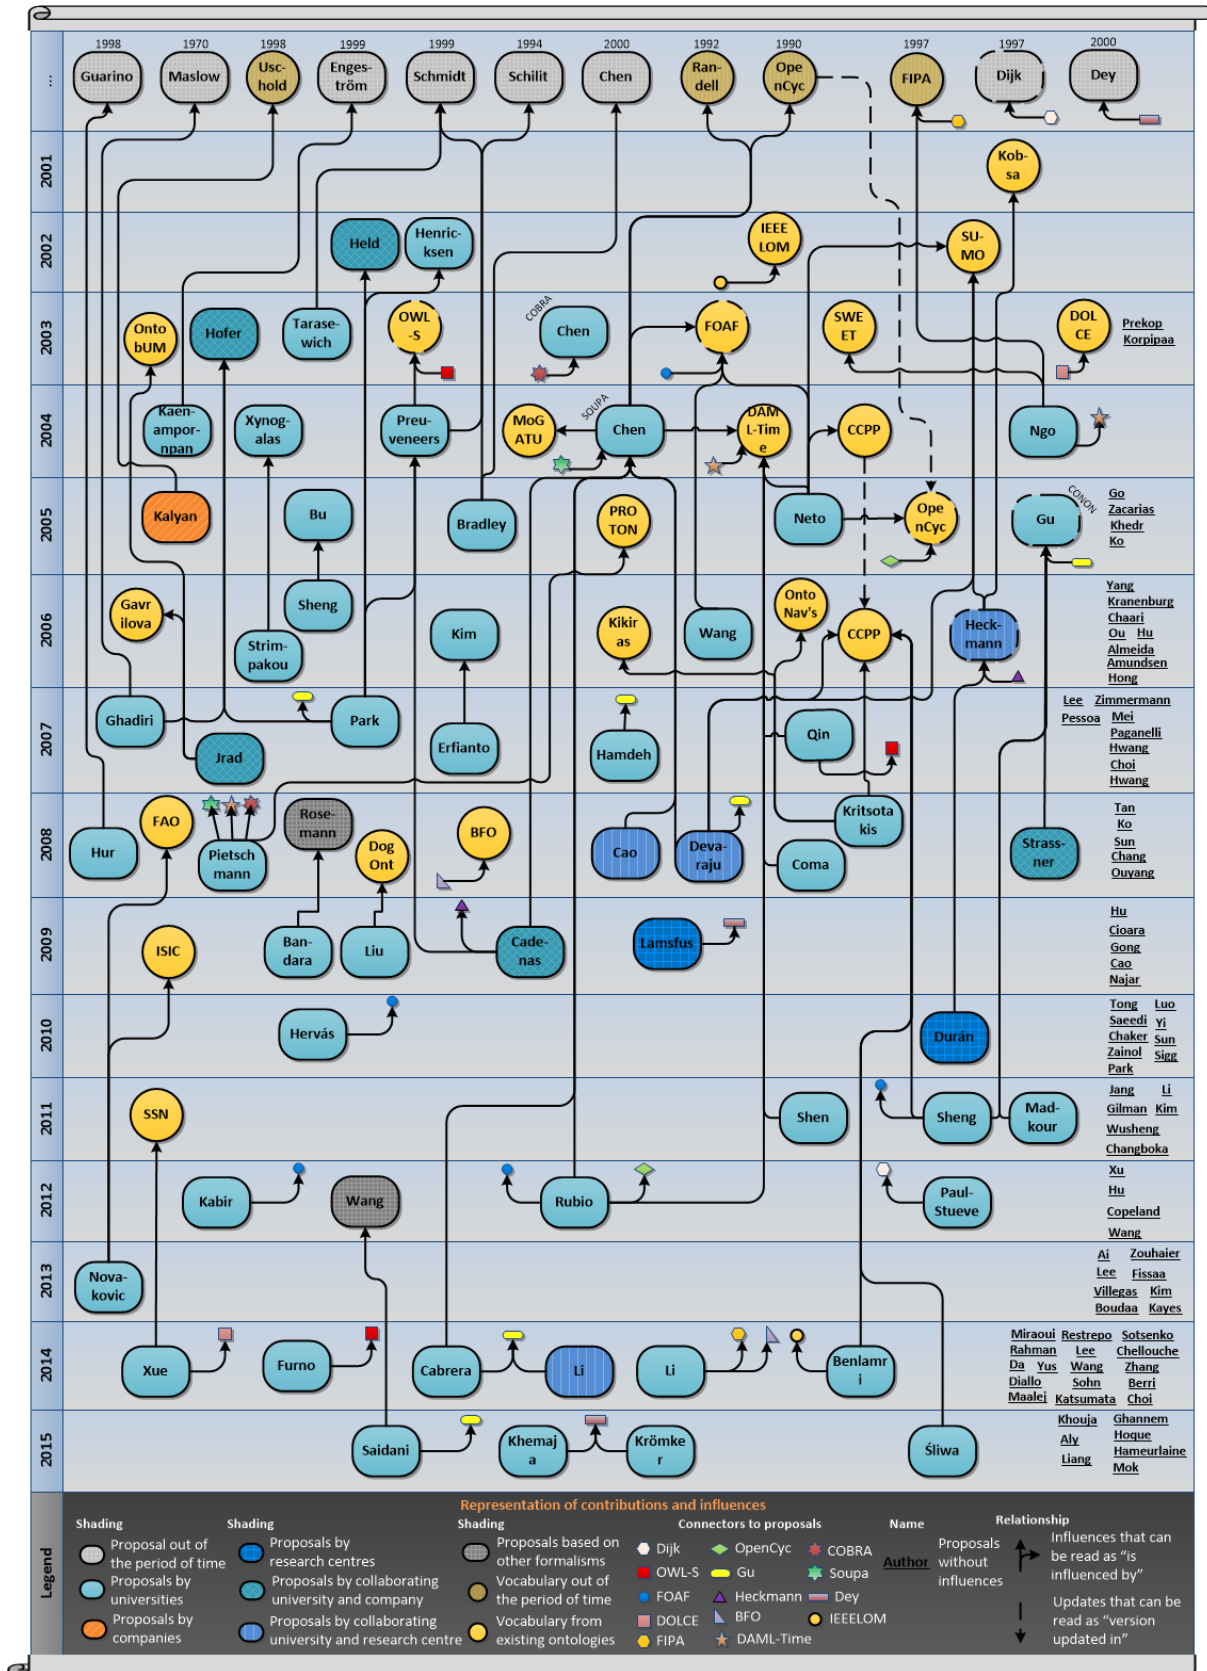 1998 1970 1998 1999 1999 1994 2000 1992 1990 1997 1997 2000
...
Guarino
Maslow
Usc-
hold
Enges-
tröm
Schmidt
Schilit
Chen
Ran-
dell
Ope
nCyc
FIPA
Dijk
Dey
2001
Kob-
sa
2002
Held
Henric-
ksen
IEEE
LOM
SU-
MO
2003
Onto
bUM
Hofer
Tarase-
wich
OWL
-S
COBRA
Chen
FOAF
SWE
ET
DOL
CE
Prekop
Korpipaa
2004
Kaen-
ampor-
npan
Xynog-
alas
Preu-
veneers
MoG
ATU
SOUPA
Chen
DAM
L-Tim
e
CCPP
Ngo
2005
Kalyan
Bu
Bradley
PRO
TON
Neto
Ope
nCyc
CONON
Gu
Go
Zacarias
Khedr
Ko
2006
Gavr
ilova
Strim-
pakou
Sheng
Kim
Kikir
as
Wang
Onto
Nav's
CCPP
Heck-
mann
Yang
Kranenburg
Chaari
Ou Hu
Almeida
Amundsen
Hong
2007
Ghadiri
Jrad
Park
Erfianto
Hamdeh
Qin
Lee Zimmermann
Pessoa Mei
Paganelli
Hwang
Choi
Hwang
2008
Hur
FAO
Pietsch
mann
Rose-
mann
Dog
Ont
BFO
Cao
Deva-
raju
Coma
Kritsota
kis
Strass-
ner
Tan
Ko
Sun
Chang
Ouyang
2009
ISIC
Ban-
dara
Liu
Cade-
nas
Lamsfus
Hu
Cioara
Gong
Cao
Najar
2010
Hervás
Durán
Tong Luo
Saeedi Yi
Chaker Sun
Zainol Sigg
Park
2011
SSN
Shen
Sheng
Mad-
kour
Jang Li
Gilman Kim
Wusheng
Changboka
2012
Kabir
Wang
Rubio
Paul-
Stueve
Xu
Hu
Copeland
Wang
2013
Nova-
kovic
Ai Zouhaier
Lee Fissaa
Villegas Kim
Boudaa Kayes
2014
Xue
Furno
Cabrera
Li
Li
Benlamr
i
Miraoui Restrepo Sotsenko
Rahman Lee Chellouche
Da Yus Wang Zhang
Diallo Sohn Berri
Maalej Katsumata Choi
2015
Saidani
Khemaj
a
Krömke
r
Śliwa
Khouja Ghannem
Aly Hoque
Liang Hameurlaine
Mok
Legend
Representation of contributions and influences
Shading
Proposal out of
the period of time
Proposals by
universities
Proposals by
companies
Shading
Proposals by
research centres
Proposals by collaborating
university and company
Proposals by collaborating
university and research centre
Shading
Proposals based on
other formalisms
Vocabulary out of
the period of time
Vocabulary from
existing ontologies
Connectors to proposals
Dijk OpenCyc COBRA
OWL-S Gu Soupa
FOAF Heckmann Dey
DOLCE BFO IEEELOM
FIPA DAML-Time
Name
Author
Proposals
without
influences
Relationship
Influences that can
be read as “is
influenced by”
Updates that can be
read as “version
updated in”